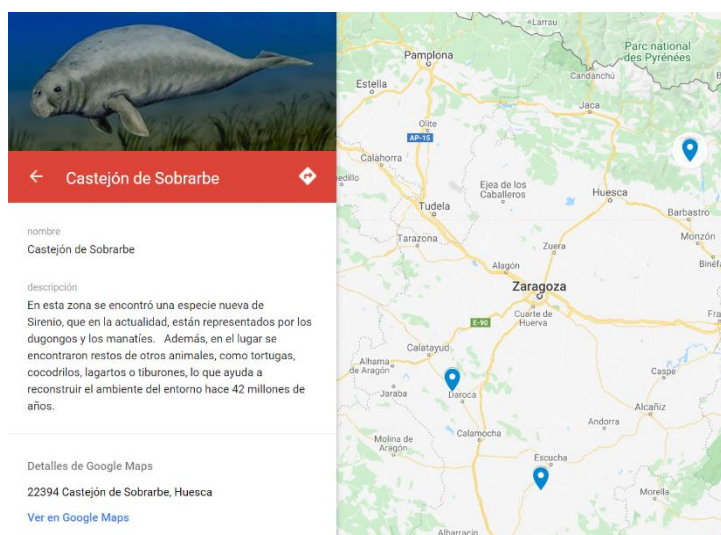 Castejón de Sobrarbe
nombre
Castejón de Sobrarbe
descripción
En esta zona se encontró una especie nueva de
Sirenio, que en la actualidad, están representados por los
dugongos y los manatíes. Además, en el lugar se
encontraron restos de otros animales, como tortugas,
cocodrilos, lagartos o tiburones, lo que ayuda a
reconstruir el ambiente del entorno hace 42 millones de
años.
Detalles de Google Maps
22394 Castejón de Sobrarbe, Huesca
Ver en Google Maps
Larrau
Pamplona
Parc national
des Pyrénées
Candanchú
Estella
Jaca
Olite
AP-15
Calahorra
Ejea de los
Caballeros
Huesca
Tudela
Barbastro
Tarazona
Zuera
Monzón
Alagón
Zaragoza
Cuarte de
Huerva
E-90
Calatayud
Alhama
de Aragón
Caspe
Jaraba
Daroca
Alcañiz
Andorra
Calamocha
Molina de
Aragón
Escucha
Morella
Albarracín